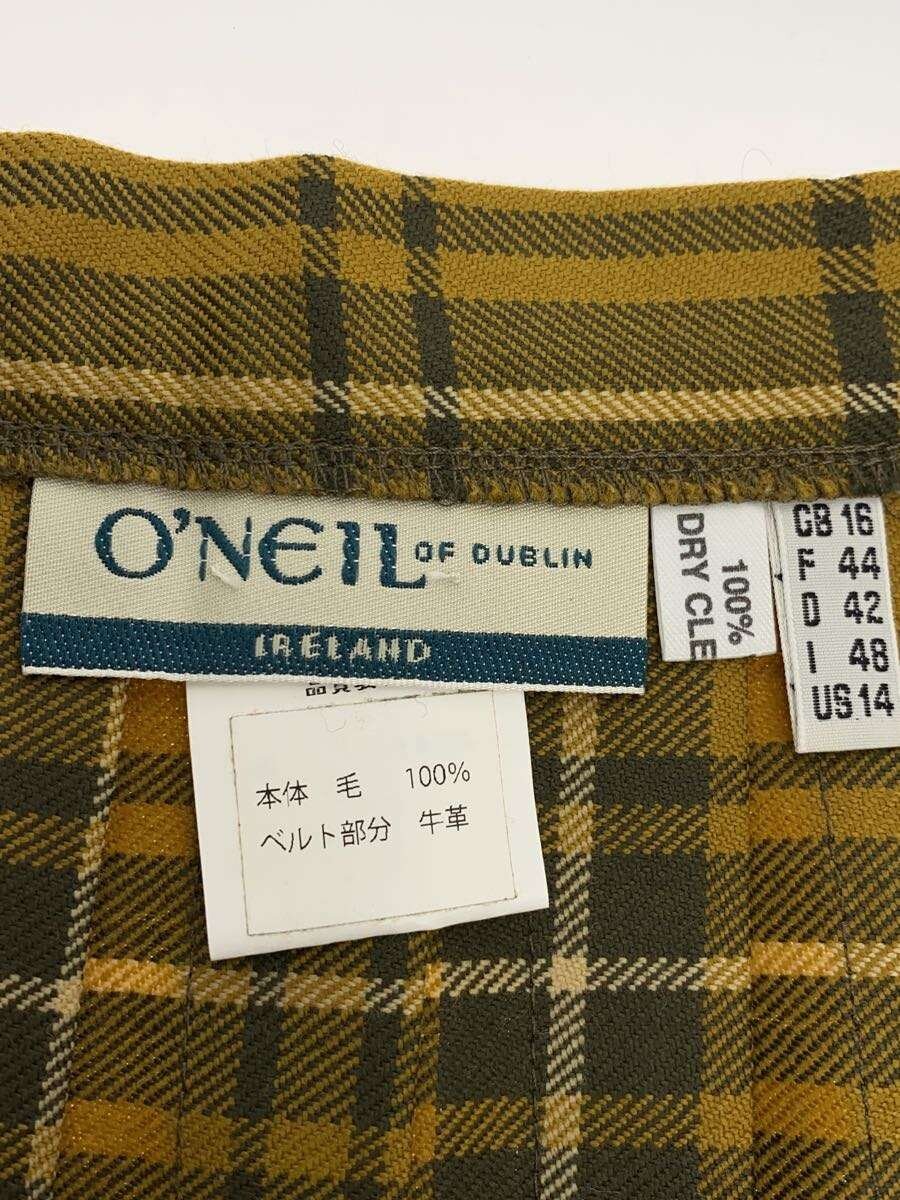 O'NEIL OF DUBLIN
IRELAND
100%
DRY CLE
GB 16
F 44
D 42
I 48
US 14
本体 毛 100%
ベルト部分 牛革